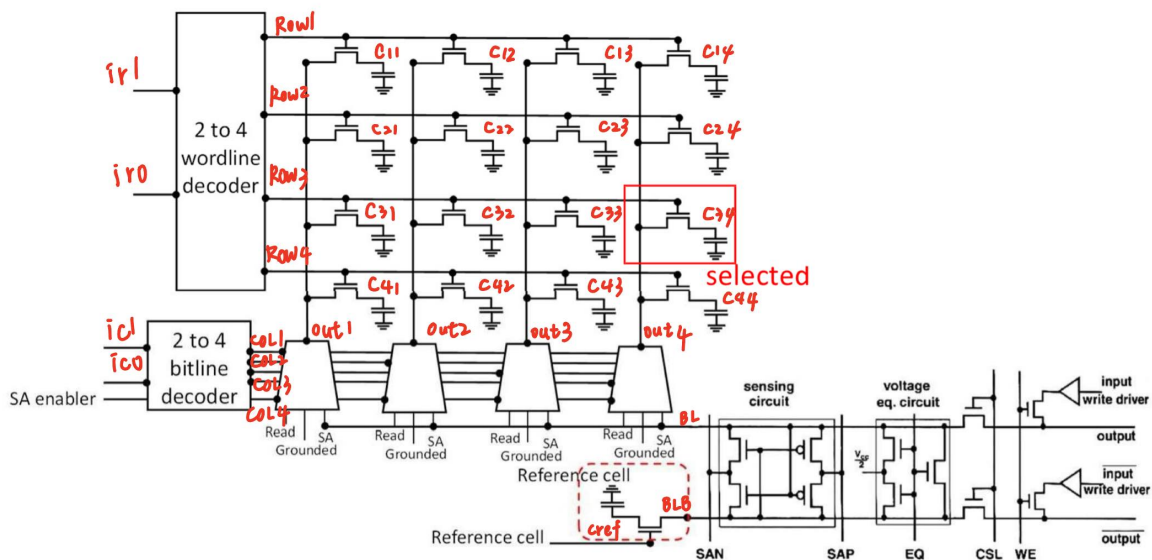 Row1
C11
C12
C13
C14
ir1
Row2
2 to 4
wordline
decoder
C21
C22
C23
C24
ir0
Row3
C31
C32
C33
C34
selected
Row4
C41
C42
C43
C44
ic1
ic0
SA enabler
2 to 4
bitline
decoder
COL1
COL2
COL3
COL4
Out1
Out2
Out3
Out4
Read
Grounded
SA
Read
Grounded
SA
Read
Grounded
SA
Read
Grounded
SA
BL
sensing
circuit
voltage
eq. circuit
input
write driver
output
input
write driver
output
Reference cell
Cref
BLB
Reference cell
SAN
SAP
EQ
CSL
WE